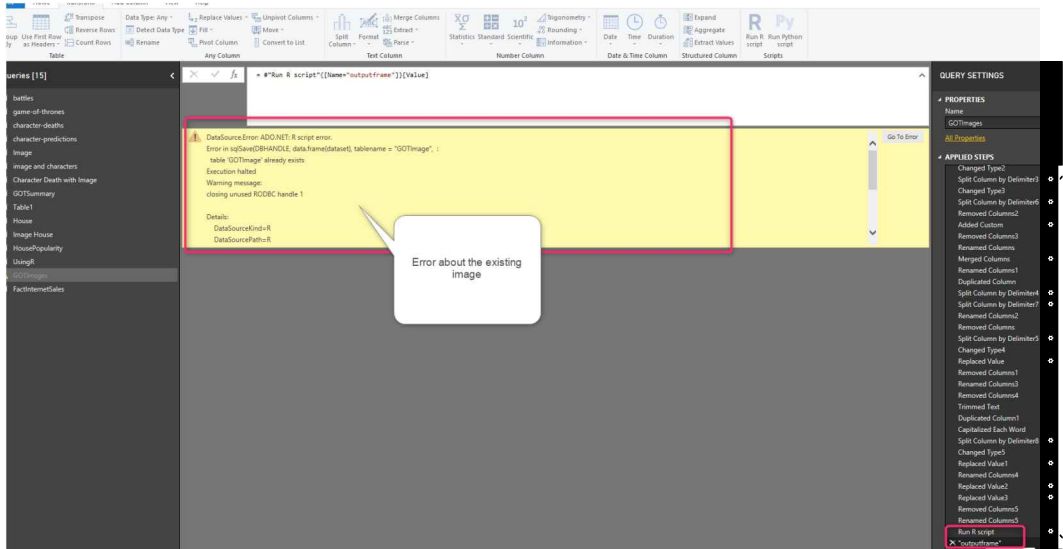 Transpose
Data Type: Any
Replace Values
Unpivot Columns
Merge Columns
Trigonometry
Expand
Reverse Rows
Detect Data Type
Fill
Move
Extract
Rounding
Aggregate
Use First Row as Headers
Count Rows
Rename
Pivot Column
Convert to List
Split Column
Format
Parse
Statistics
Standard
Scientific
Information
Date
Time
Duration
Extract Values
Run R script
Run Python script
Table
Any Column
Text Column
Number Column
Date & Time Column
Structured Column
Scripts
ueries [15]
battles
game-of-thrones
character-deaths
character-predictions
Image
image and characters
Character Death with Image
GOTSummary
Table1
House
Image House
HousePopularity
UsingR
GOTImages
FactInternetSales
= #"Run R script"{[Name="outputframe"]}[Value]
DataSource.Error: ADO.NET: R script error.
Error in sqlSave(DBHANDLE, data.frame(dataset), tablename = "GOTImage", :
table 'GOTImage' already exists
Execution halted
Warning message:
closing unused RODBC handle 1
Details:
DataSourceKind=R
DataSourcePath=R
Go To Error
Error about the existing
image
QUERY SETTINGS
PROPERTIES
Name
GOTImages
All Properties
APPLIED STEPS
Changed Type2
Split Column by Delimiter3
Changed Type3
Split Column by Delimiter6
Removed Columns2
Added Custom
Removed Columns3
Renamed Columns
Merged Columns
Renamed Columns1
Duplicated Column
Split Column by Delimiter4
Split Column by Delimiter7
Renamed Columns2
Removed Columns
Split Column by Delimiter5
Changed Type4
Replaced Value
Removed Columns1
Renamed Columns3
Removed Columns4
Trimmed Text
Duplicated Column1
Capitalized Each Word
Split Column by Delimiter8
Changed Type5
Replaced Value1
Renamed Columns4
Replaced Value2
Replaced Value3
Removed Columns5
Renamed Columns5
Run R script
"outputframe"